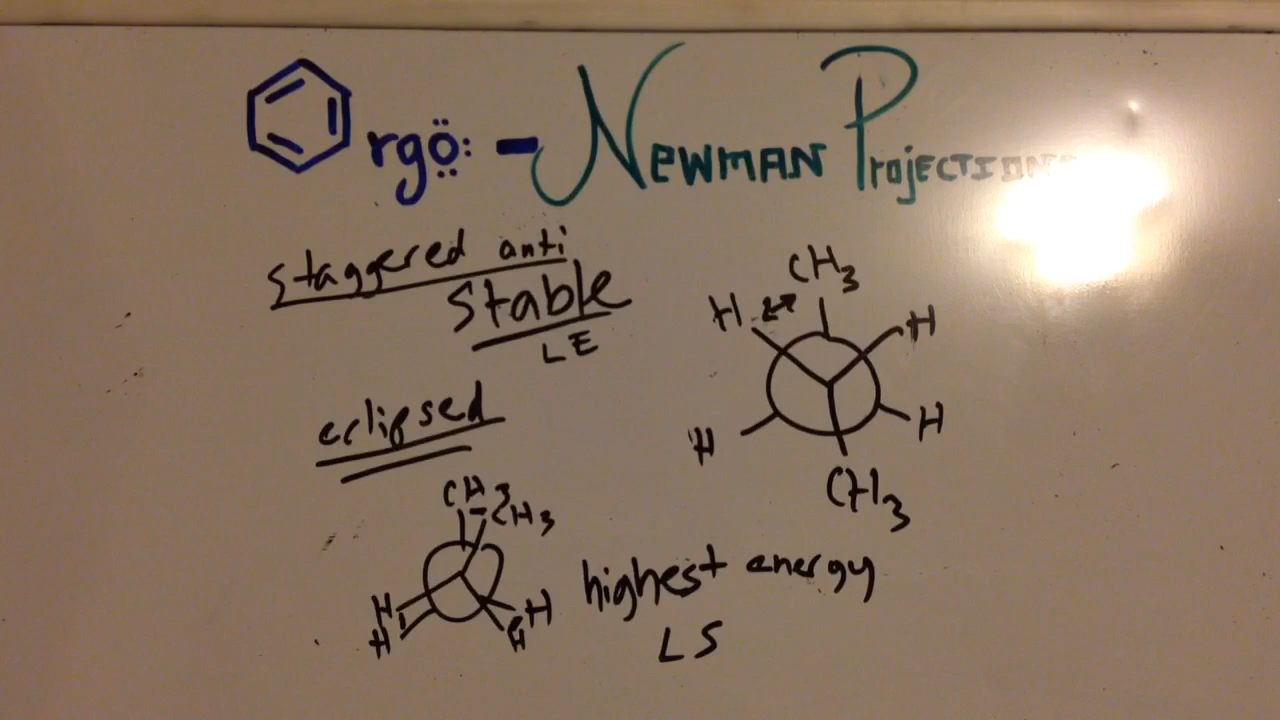 rgö: - NEWMAN PROJECTIONS
staggered anti
stable
LE
CH3
H H
H H
CH3
eclipsed
CH3
CH3
H H
H H
highest energy
LS